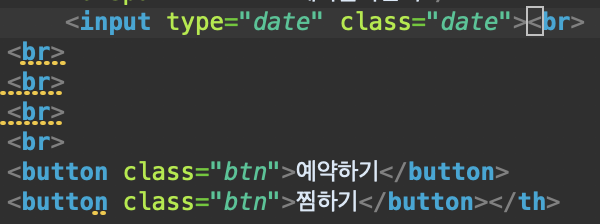 <input type="date" class="date"><br>
<br>
<br>
<br>
<br>
<button class="btn">예약하기</button>
<button class="btn">찜하기</button></th>